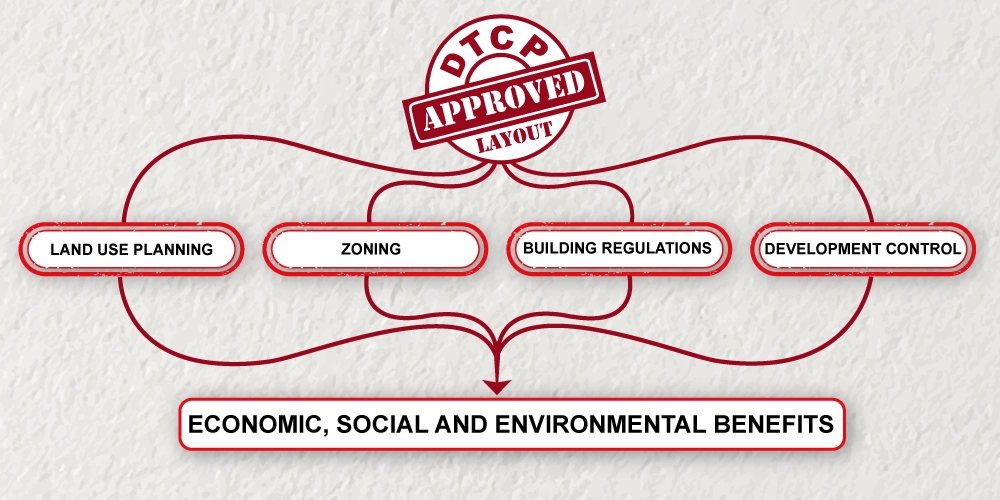 DTCP
APPROVED
LAYOUT
LAND USE PLANNING
ZONING
BUILDING REGULATIONS
DEVELOPMENT CONTROL
ECONOMIC, SOCIAL AND ENVIRONMENTAL BENEFITS